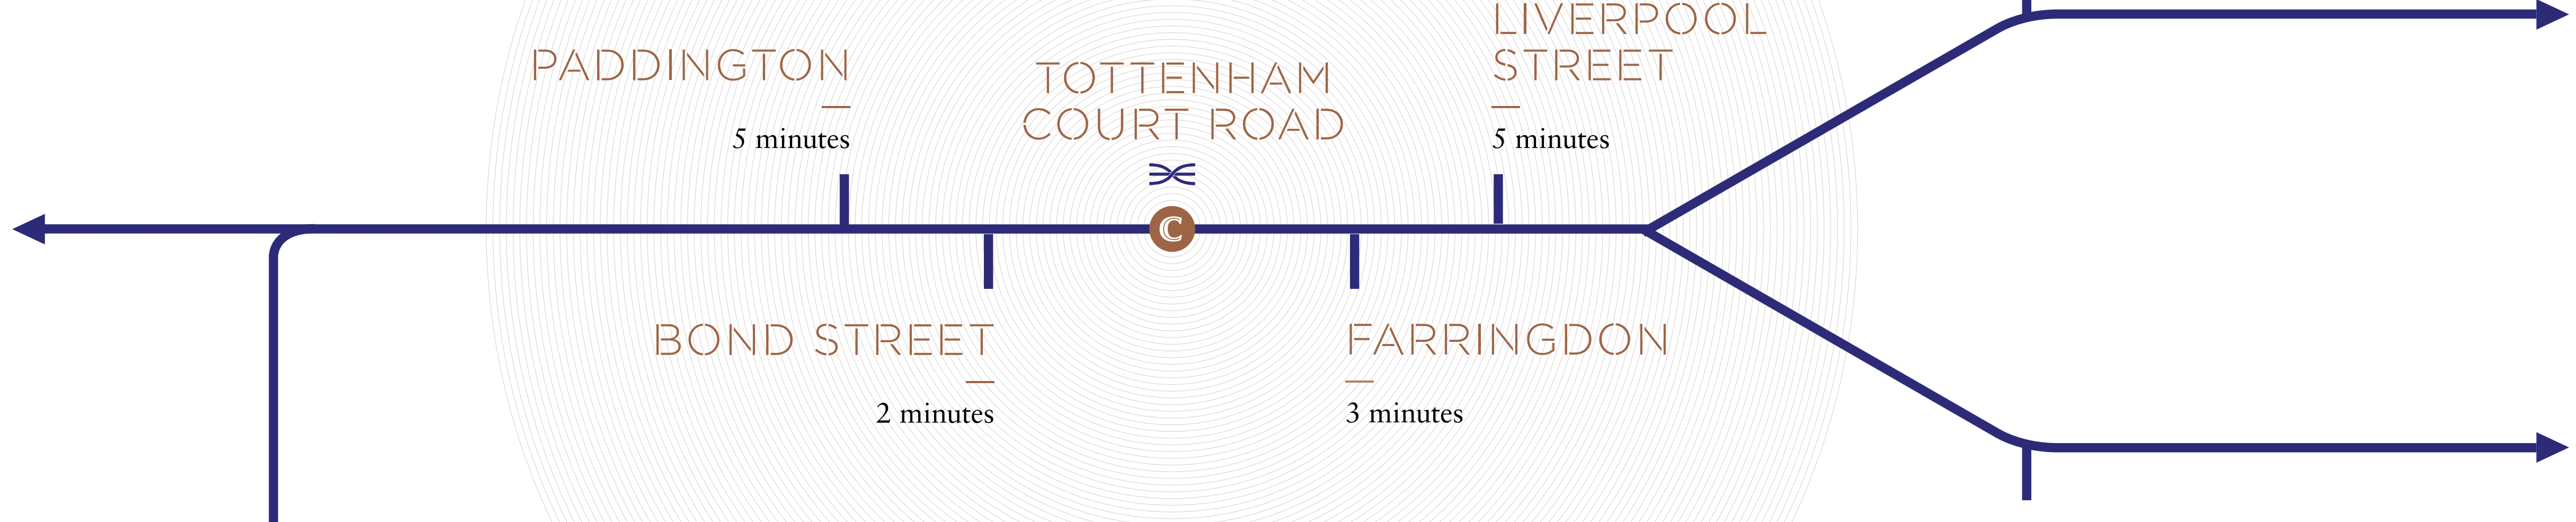 PADDINGTON
5 minutes
BOND STREET
2 minutes
TOTTENHAM
COURT ROAD
C
LIVERPOOL
STREET
5 minutes
FARRINGDON
3 minutes